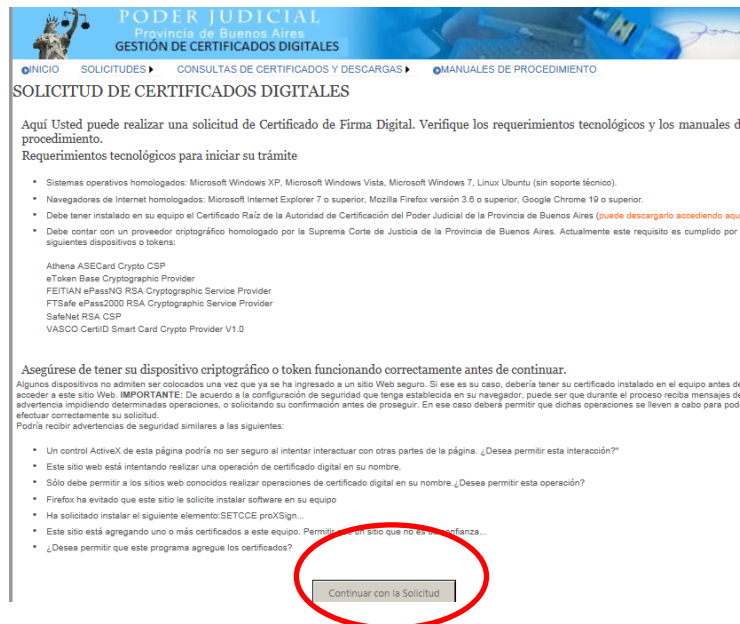 PODER JUDICIAL
Provincia de Buenos Aires
GESTIÓN DE CERTIFICADOS DIGITALES
INICIO SOLICITUDES CONSULTAS DE CERTIFICADOS Y DESCARGAS MANUALES DE PROCEDIMIENTO
SOLICITUD DE CERTIFICADOS DIGITALES
Aquí Usted puede realizar una solicitud de Certificado de Firma Digital. Verifique los requerimientos tecnológicos y los manuales d
procedimiento.
Requerimientos tecnológicos para iniciar su trámite
• Sistemas operativos homologados: Microsoft Windows XP, Microsoft Windows Vista, Microsoft Windows 7, Linux Ubuntu (sin soporte técnico).
• Navegadores de Internet homologados: Microsoft Internet Explorer 7 o superior, Mozilla Firefox versión 3.6 o superior, Google Chrome 19 o superior.
• Debe tener instalado en su equipo el Certificado Raíz de la Autoridad de Certificación del Poder Judicial de la Provincia de Buenos Aires (puede descargarlo accediendo aqu
• Debe contar con un proveedor criptográfico homologado por la Suprema Corte de Justicia de la Provincia de Buenos Aires. Actualmente este requisito es cumplido por
siguientes dispositivos o tokens:
Athena ASECard Crypto CSP
eToken Base Cryptographic Provider
FEITIAN ePassNG RSA Cryptographic Service Provider
FTSafe ePass2000 RSA Cryptographic Service Provider
SafeNet RSA CSP
VASCO CertiID Smart Card Crypto Provider V1.0
Asegúrese de tener su dispositivo criptográfico o token funcionando correctamente antes de continuar.
Algunos dispositivos no admiten ser colocados una vez que ya se ha ingresado a un sitio Web seguro. Si ese es su caso, debería tener su certificado instalado en el equipo antes de
acceder a este sitio Web. IMPORTANTE: De acuerdo a la configuración de seguridad que tenga establecida en su navegador, puede ser que durante el proceso reciba mensajes de
advertencia impidiendo determinadas operaciones, o solicitando su confirmación antes de proseguir. En ese caso deberá permitir que dichas operaciones se lleven a cabo para pod
efectuar correctamente su solicitud.
Podría recibir advertencias de seguridad similares a las siguientes:
• Un control ActiveX de esta página podría no ser seguro al intentar interactuar con otras partes de la página. ¿Desea permitir esta interacción?"
• Este sitio web está intentando realizar una operación de certificado digital en su nombre.
• Sólo debe permitir a los sitios web conocidos realizar operaciones de certificado digital en su nombre.¿Desea permitir esta operación?
• Firefox ha evitado que este sitio le solicite instalar software en su equipo
• Ha solicitado instalar el siguiente elemento:SETCCE proXSign...
• Este sitio está agregando uno o más certificados a este equipo. Permitir que un sitio que no es de confianza...
• ¿Desea permitir que este programa agregue los certificados?
Continuar con la Solicitud